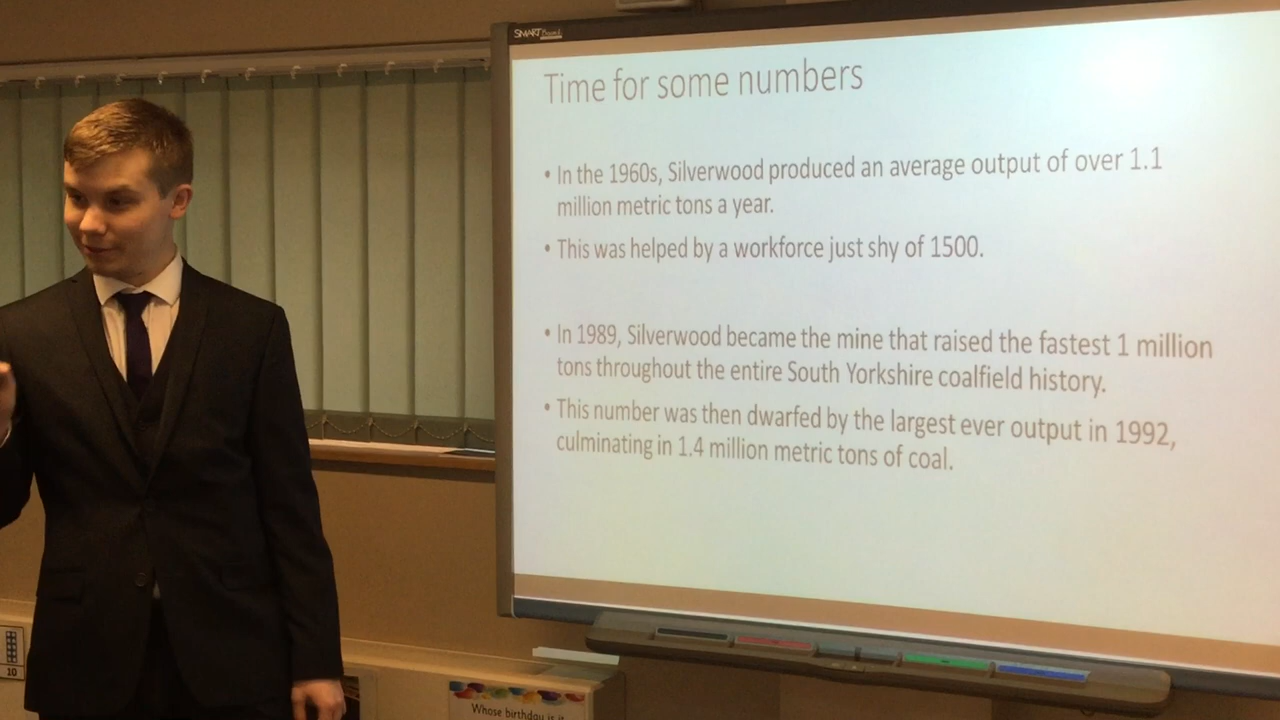 SMART Board
Time for some numbers
• In the 1960s, Silverwood produced an average output of over 1.1
million metric tons a year.
• This was helped by a workforce just shy of 1500.
• In 1989, Silverwood became the mine that raised the fastest 1 million
tons throughout the entire South Yorkshire coalfield history.
• This number was then dwarfed by the largest ever output in 1992,
culminating in 1.4 million metric tons of coal.
10
Whose birthday is it